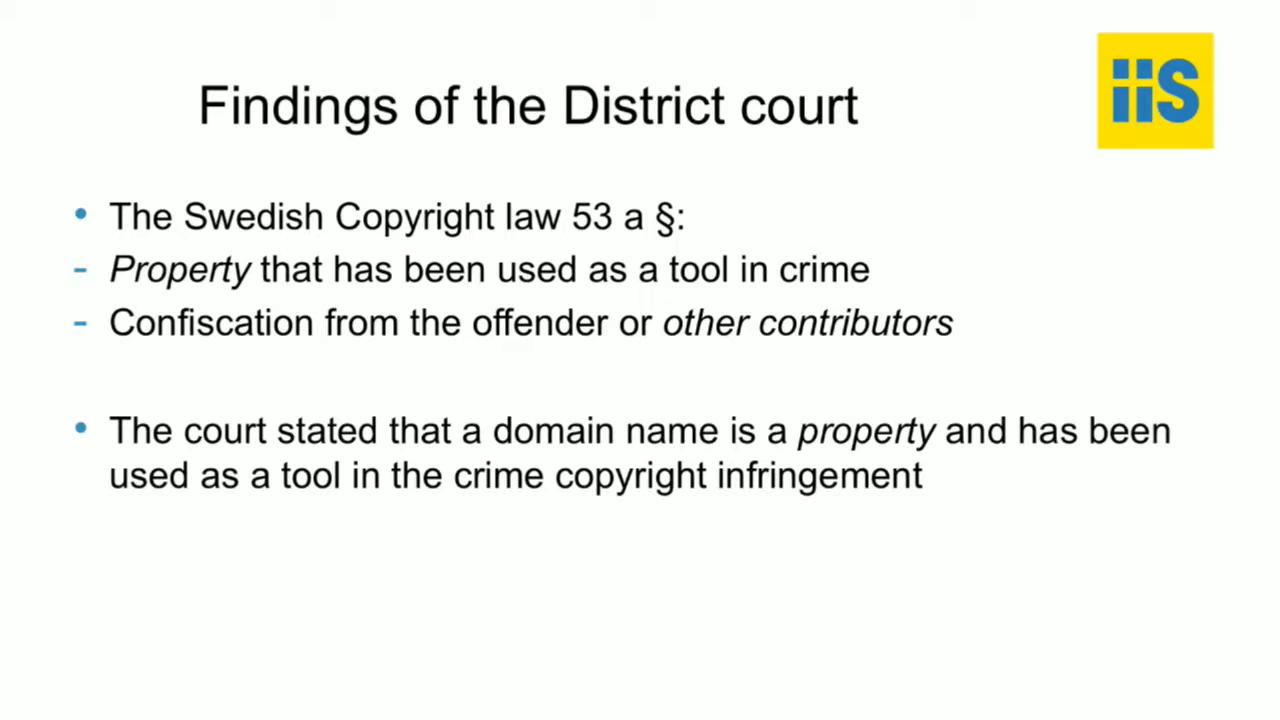 iiS
Findings of the District court
• The Swedish Copyright law 53 a §:
- Property that has been used as a tool in crime
- Confiscation from the offender or other contributors
• The court stated that a domain name is a property and has been
used as a tool in the crime copyright infringement